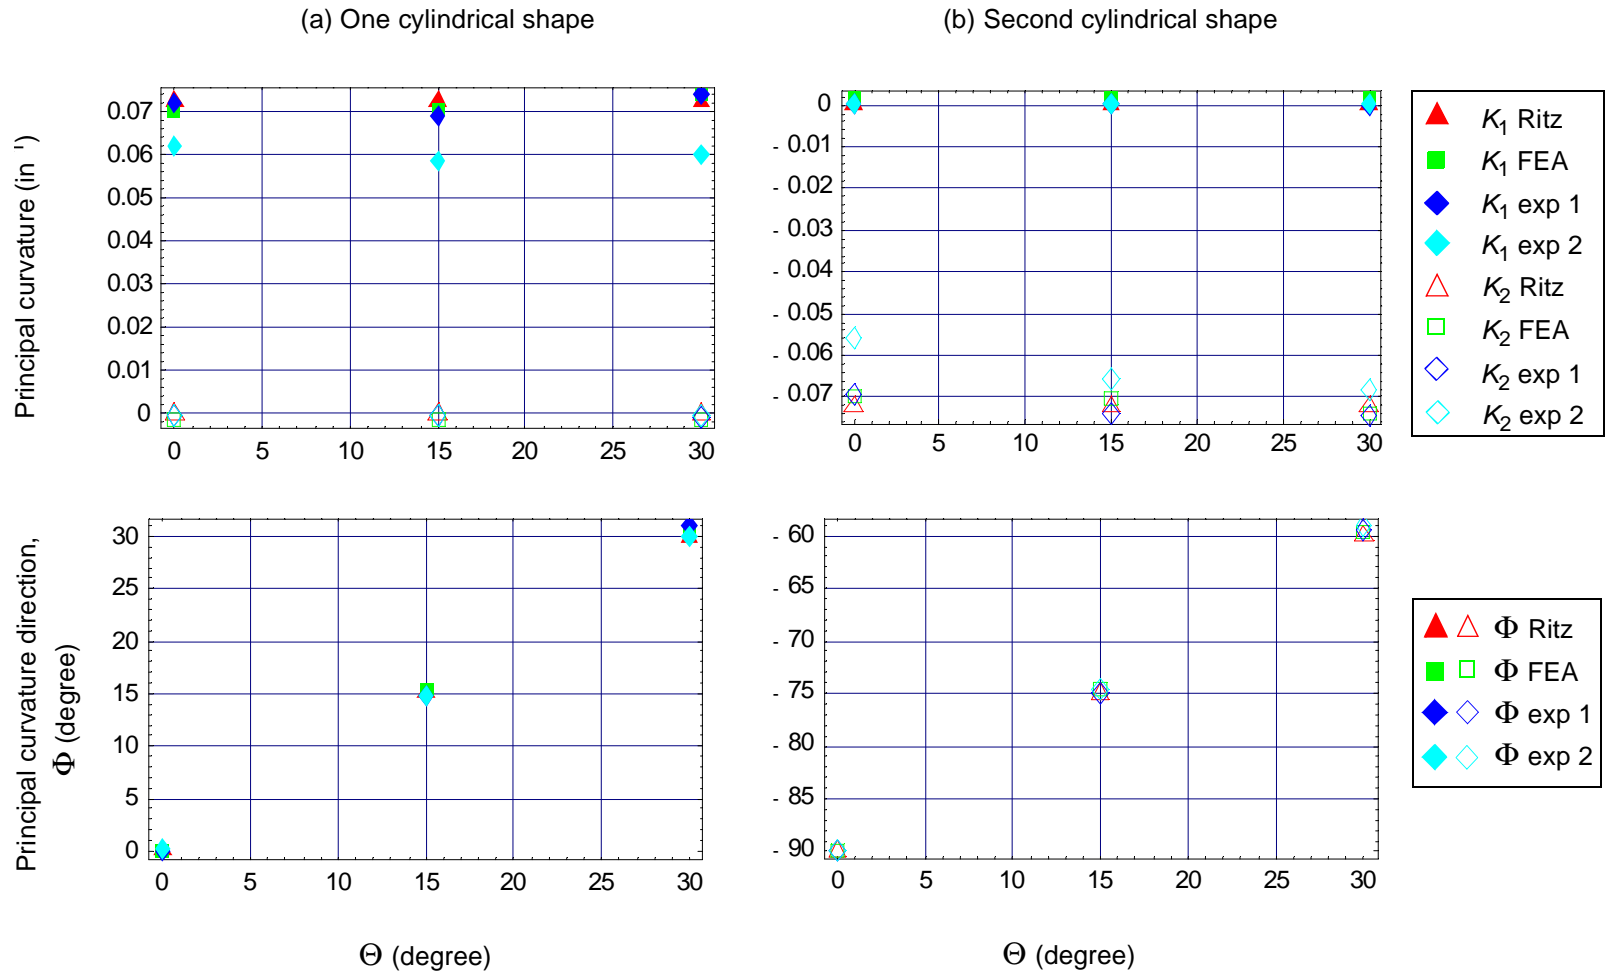 (a) One cylindrical shape
(b) Second cylindrical shape
Principal curvature (in⁻¹)
0.07
0.06
0.05
0.04
0.03
0.02
0.01
0
0 5 10 15 20 25 30
0
- 0.01
- 0.02
- 0.03
- 0.04
- 0.05
- 0.06
- 0.07
0 5 10 15 20 25 30
K1 Ritz
K1 FEA
K1 exp 1
K1 exp 2
K2 Ritz
K2 FEA
K2 exp 1
K2 exp 2
Principal curvature direction,
Φ (degree)
30
25
20
15
10
5
0
0 5 10 15 20 25 30
- 60
- 65
- 70
- 75
- 80
- 85
- 90
0 5 10 15 20 25 30
Φ Ritz
Φ FEA
Φ exp 1
Φ exp 2
Θ (degree)
Θ (degree)